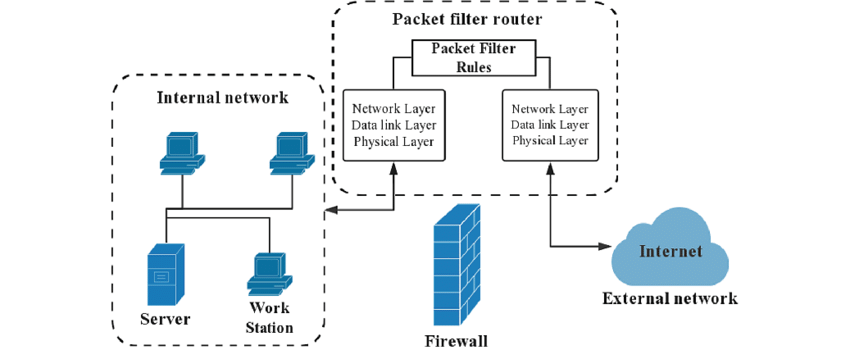 Packet filter router
Packet Filter
Rules
Internal network
Network Layer
Data link Layer
Physical Layer
Network Layer
Data link Layer
Physical Layer
Server
Work
Station
Firewall
Internet
External network